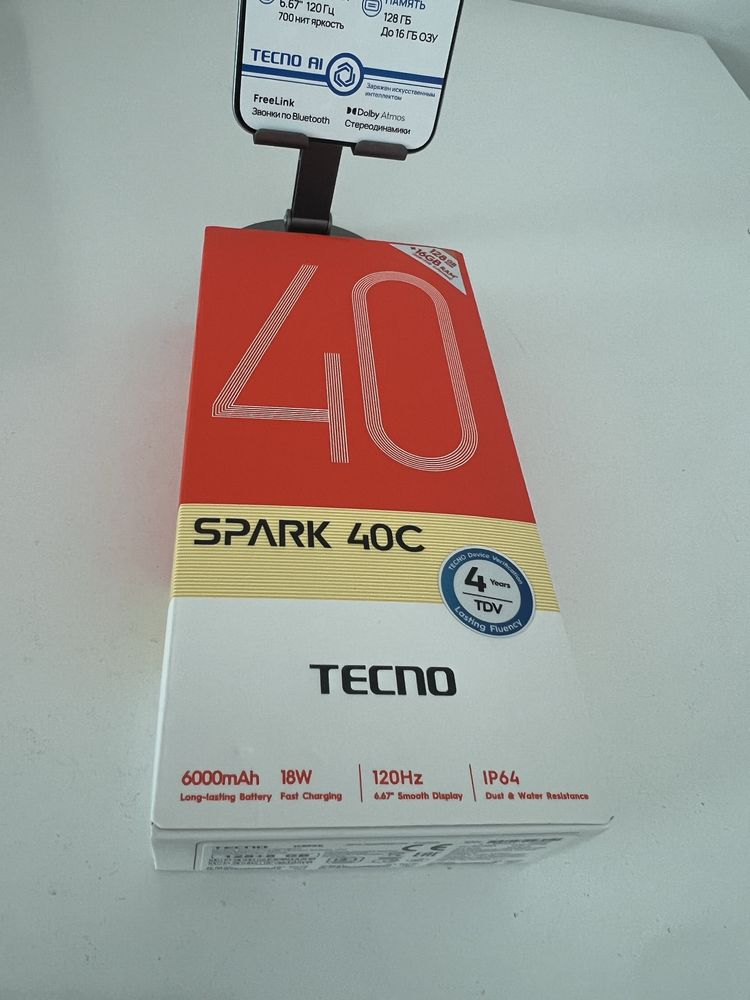 6.67" 120 Гц
700 нит яркость
ПАМЯТЬ
128 ГБ
До 16 ГБ ОЗУ
TECNO AI
Заряжен искусственным
интеллектом
FreeLink
Звонки по Bluetooth
Dolby Atmos
Стереодинамики
128GB
+16GB RAM*
40
SPARK 40C
TECNO Device Verification
4 Years
TDV
Lasting Fluency
TECNO
6000mAh
Long-lasting Battery
18W
Fast Charging
120Hz
6.67" Smooth Display
IP64
Dust & Water Resistance
TECNO
CE
EAC